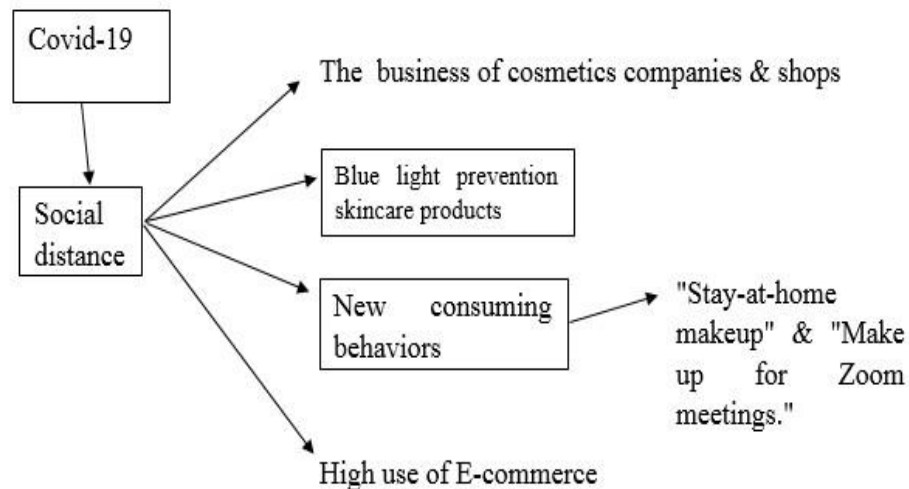 Covid-19
The business of cosmetics companies & shops
Blue light prevention
skincare products
Social
distance
New consuming
behaviors
"Stay-at-home
makeup" & "Make
up for Zoom
meetings."
High use of E-commerce